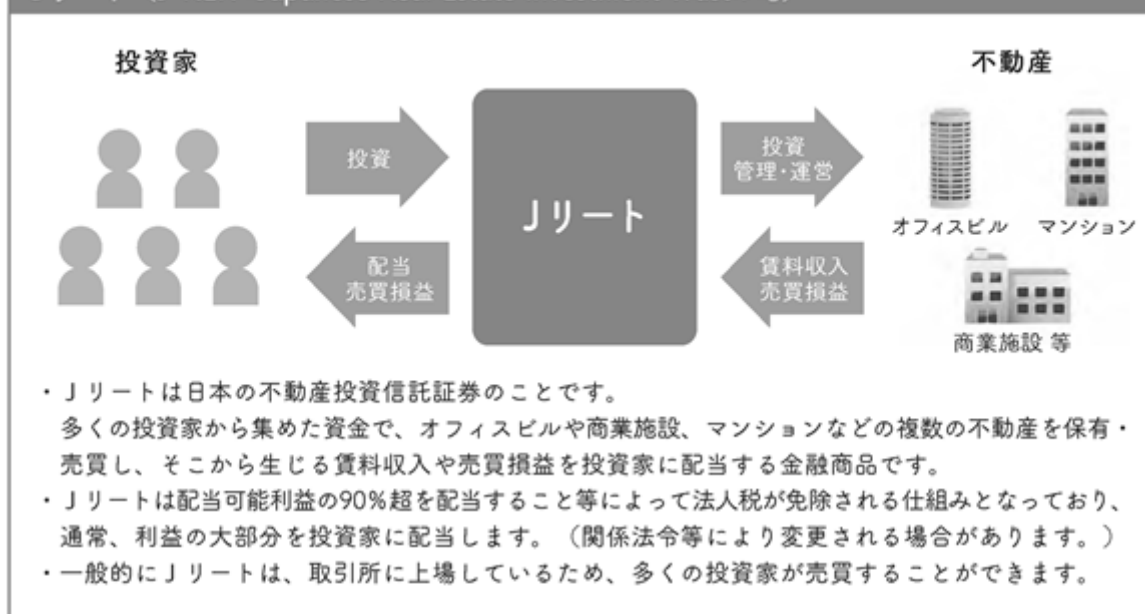 投資家
不動産
投資
Jリート
投資
管理・運営
オフィスビル
マンション
配当
売買損益
賃料収入
売買損益
商業施設 等
・Jリートは日本の不動産投資信託証券のことです。
多くの投資家から集めた資金で、オフィスビルや商業施設、マンションなどの複数の不動産を保有・
売買し、そこから生じる賃料収入や売買損益を投資家に配当する金融商品です。
・Jリートは配当可能利益の90%超を配当すること等によって法人税が免除される仕組みとなっており、
通常、利益の大部分を投資家に配当します。（関係法令等により変更される場合があります。）
・一般的にJリートは、取引所に上場しているため、多くの投資家が売買することができます。